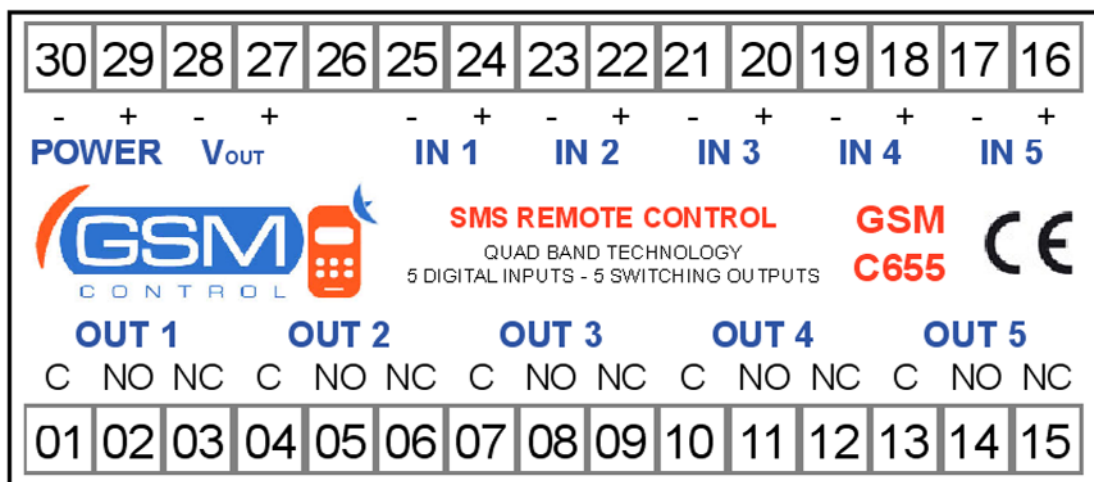 30 29 28 27 26 25 24 23 22 21 20 19 18 17 16
- + - + - + - + - + - + - +
POWER VOUT IN 1 IN 2 IN 3 IN 4 IN 5
GSM
CONTROL
SMS REMOTE CONTROL
QUAD BAND TECHNOLOGY
5 DIGITAL INPUTS - 5 SWITCHING OUTPUTS
GSM
C655
CE
OUT 1 OUT 2 OUT 3 OUT 4 OUT 5
C NO NC C NO NC C NO NC C NO NC C NO NC
01 02 03 04 05 06 07 08 09 10 11 12 13 14 15